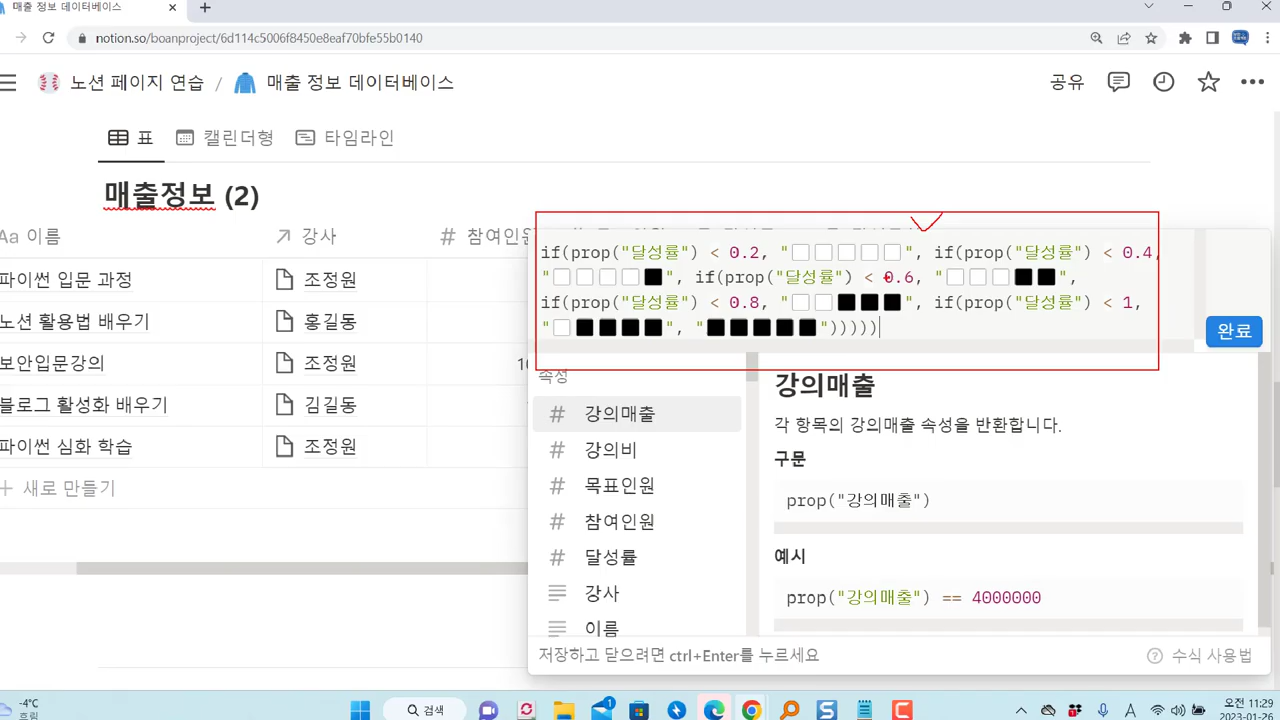 매출 정보 데이터베이스
notion.so/boanproject/6d114c5006f8450e8eaf70bfe55b0140
노션 페이지 연습 / 매출 정보 데이터베이스
공유
표 캘린더형 타임라인
매출정보 (2)
Aa 이름 강사 # 참여인원
파이썬 입문 과정 조정원
노션 활용법 배우기 홍길동
보안입문강의 조정원
블로그 활성화 배우기 김길동
파이썬 심화 학습 조정원
+ 새로 만들기
if(prop("달성률") < 0.2, "□□□□□", if(prop("달성률") < 0.4,
"□□□□■", if(prop("달성률") < 0.6, "□□□■■",
if(prop("달성률") < 0.8, "□□■■■", if(prop("달성률") < 1,
"□■■■■", "■■■■■")))))
완료
속성
# 강의매출
# 강의비
# 목표인원
# 참여인원
# 달성률
강사
이름
강의매출
각 항목의 강의매출 속성을 반환합니다.
구문
prop("강의매출")
예시
prop("강의매출") == 4000000
저장하고 닫으려면 ctrl+Enter를 누르세요
수식 사용법
-4°C
흐림
검색
오전 11:29